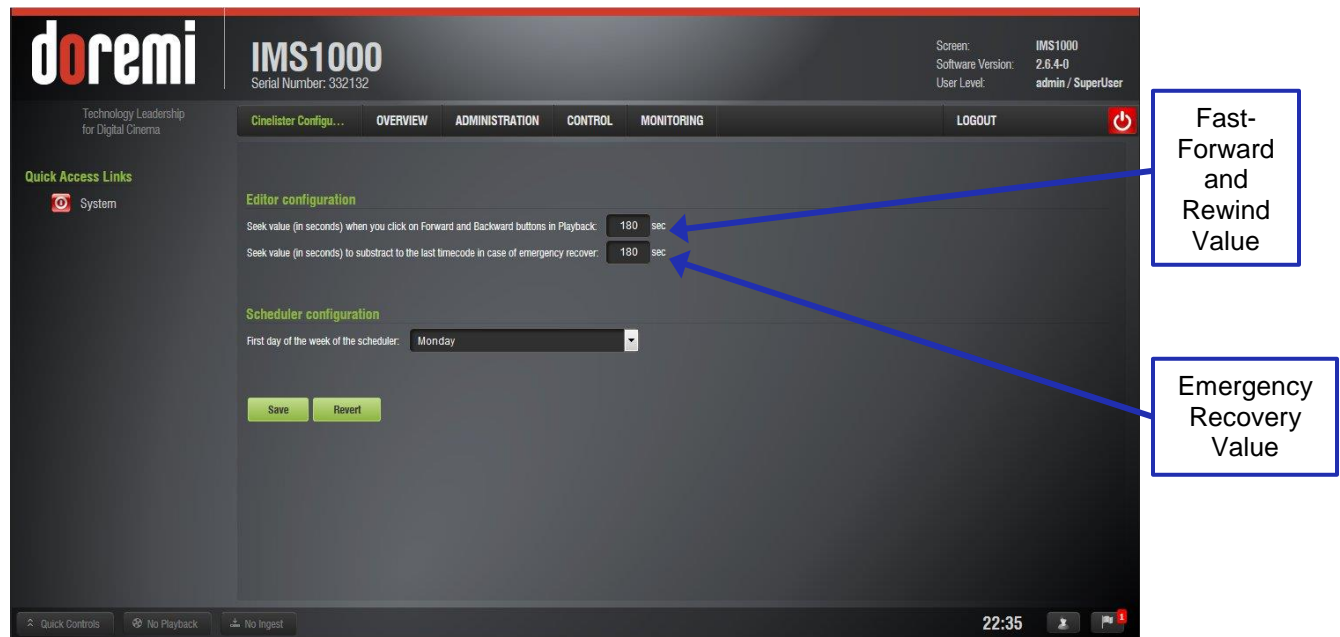 doremi
Technology Leadership
for Digital Cinema
IMS1000
Serial Number: 332132
Screen: IMS1000
Software Version: 2.6.4-0
User Level: admin / SuperUser
Cinelister Configu... OVERVIEW ADMINISTRATION CONTROL MONITORING LOGOUT
Quick Access Links
System
Editor configuration
Seek value (in seconds) when you click on Forward and Backward buttons in Playback: 180 sec
Seek value (in seconds) to substract to the last timecode in case of emergency recover: 180 sec
Scheduler configuration
First day of the week of the scheduler: Monday
Save Revert
Quick Controls No Playback No Ingest 22:35 1
Fast-
Forward
and
Rewind
Value
Emergency
Recovery
Value